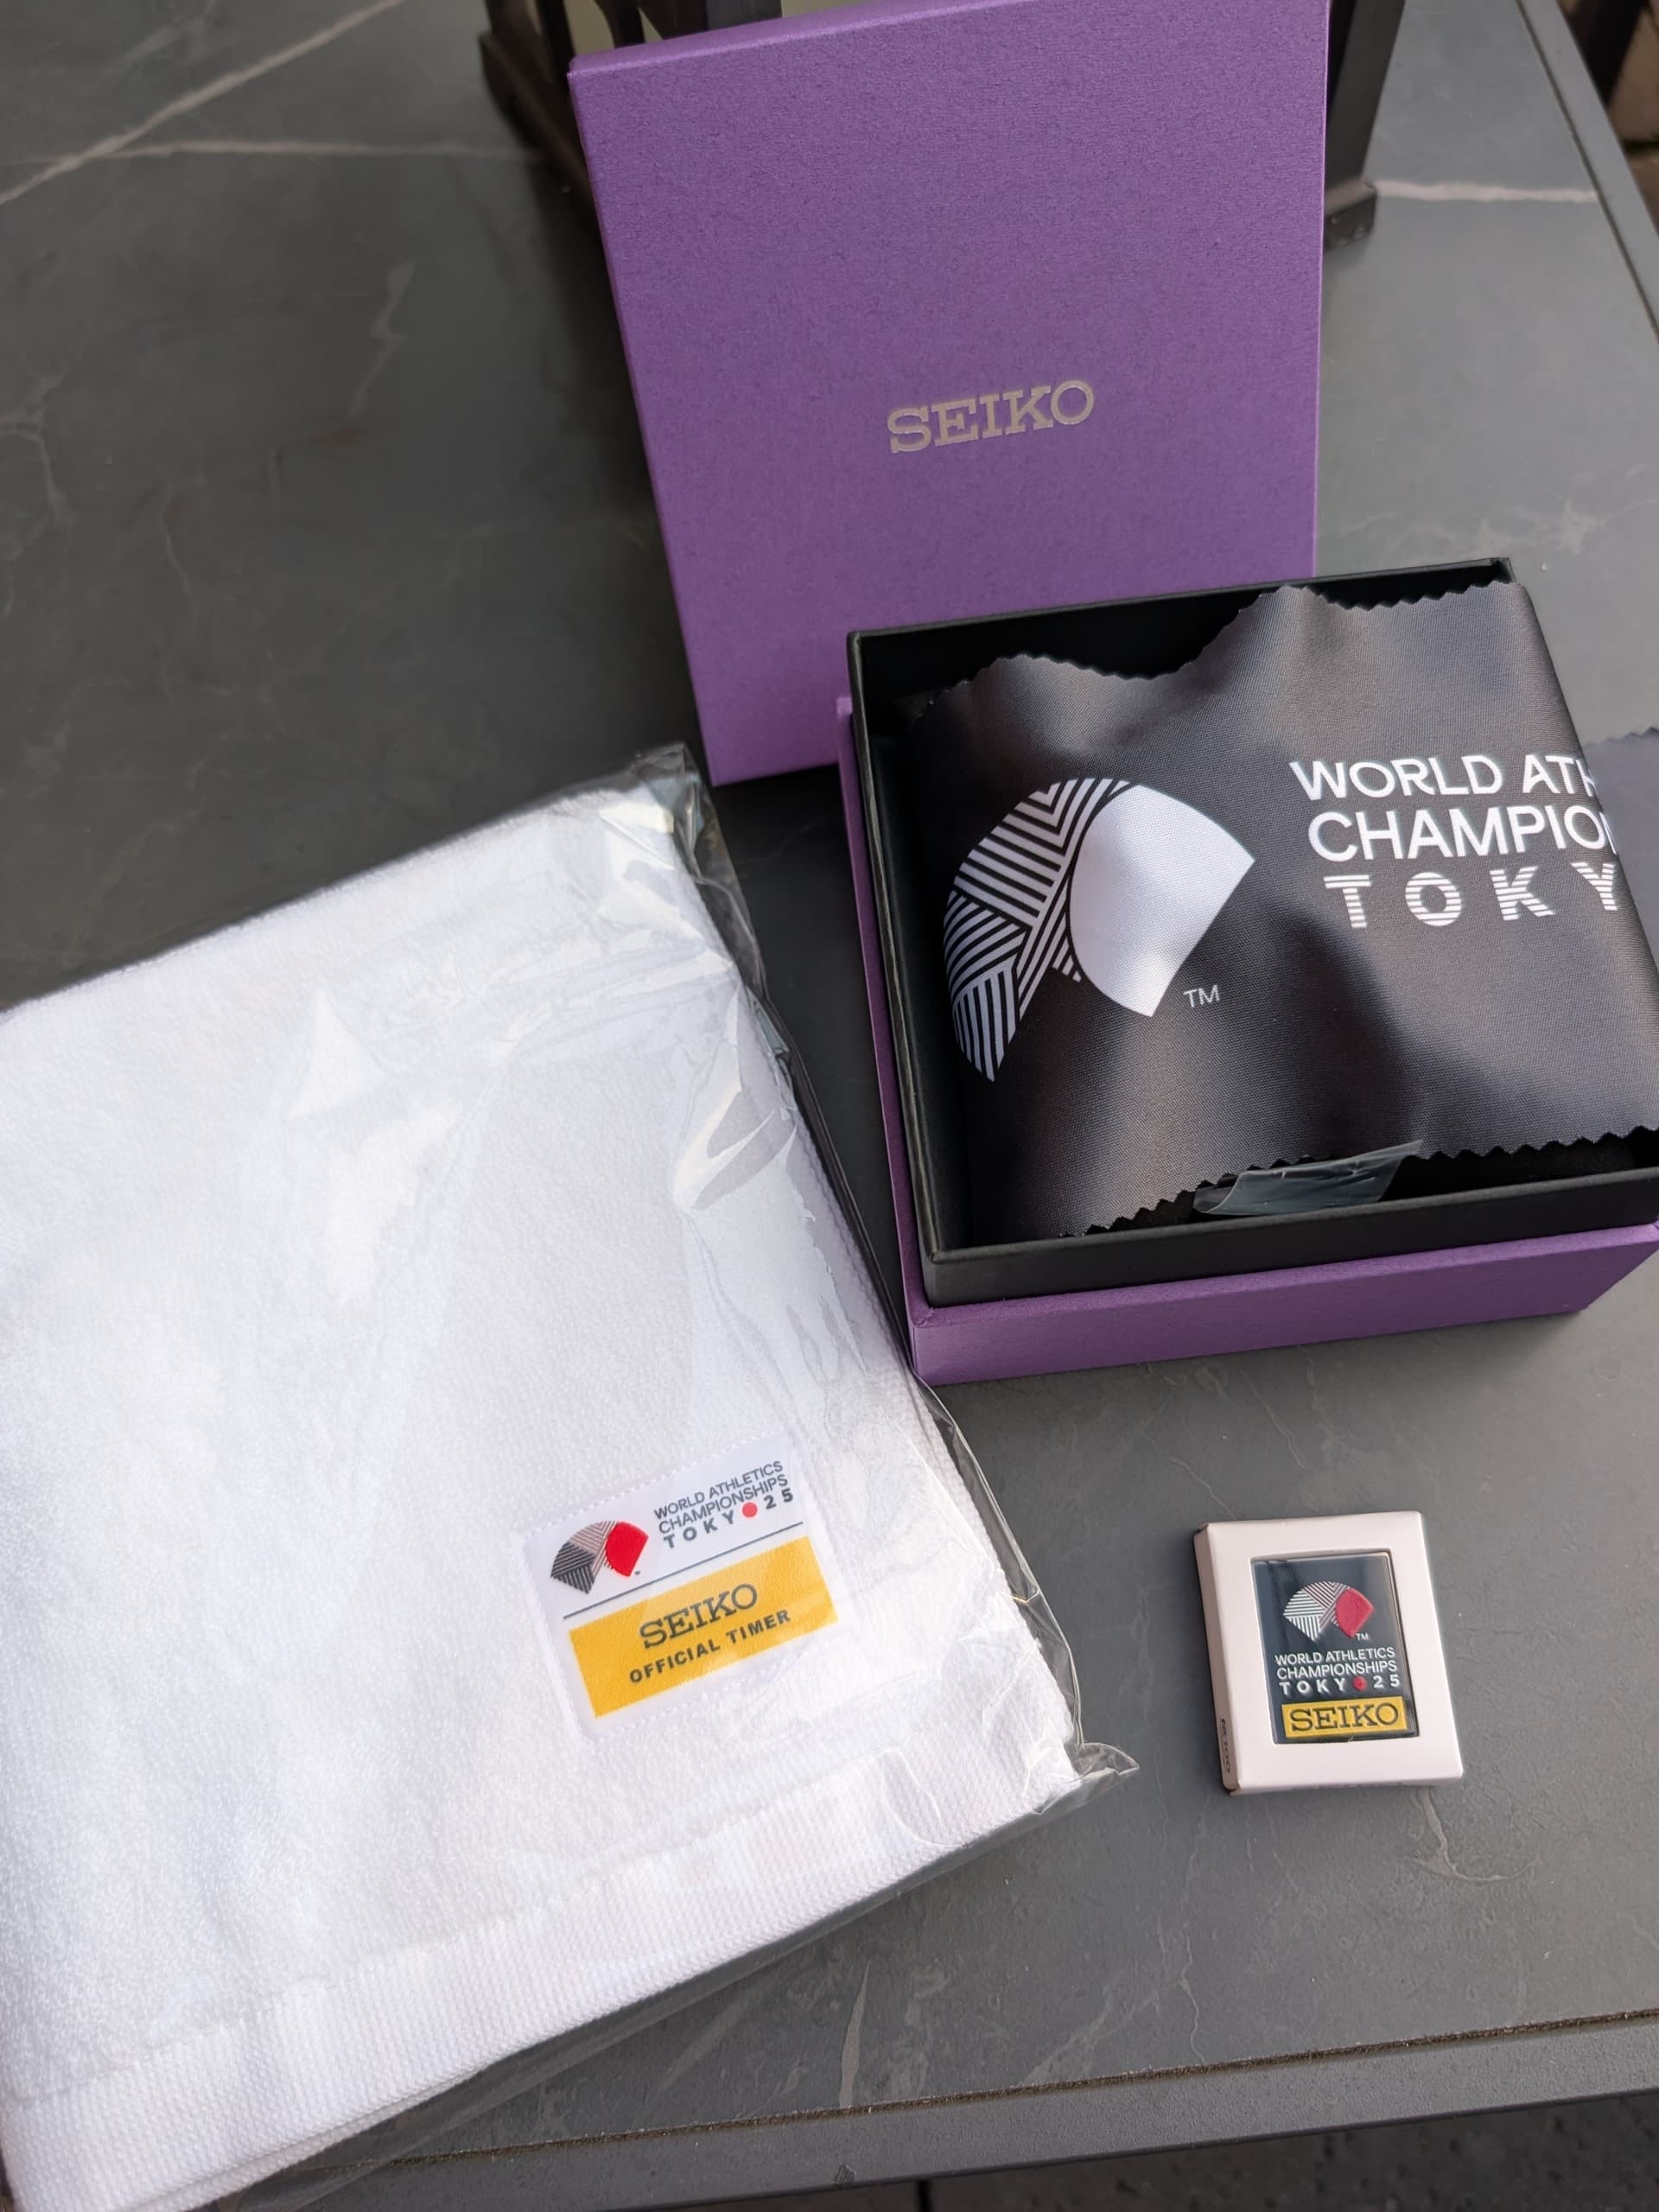 SEIKO
WORLD ATH
CHAMPIO
TOKY
TM
WORLD ATHLETICS
CHAMPIONSHIPS
TOKY 25
SEIKO
OFFICIAL TIMER
TM
WORLD ATHLETICS
CHAMPIONSHIPS
TOKY 25
SEIKO